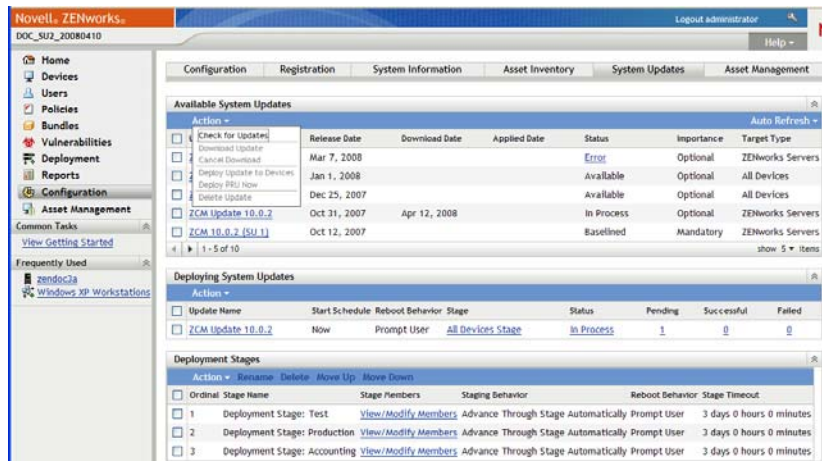 Novell. ZENworks.
Logout administrator
DOC_SU2_20080410
Help
Home
Devices
Users
Policies
Bundles
Vulnerabilities
Deployment
Reports
Configuration
Asset Management
Common Tasks
View Getting Started
Frequently Used
zendoc3a
Windows XP Workstations
Configuration Registration System Information Asset Inventory System Updates Asset Management
Available System Updates
Action Auto Refresh
Release Date Download Date Applied Date Status Importance Target Type
Check for Updates
Download Update
Cancel Download
Deploy Update to Devices
Deploy PRU Now
Delete Update
Mar 7, 2008 Error Optional ZENworks Servers
Jan 1, 2008 Available Optional All Devices
Dec 25, 2007 Available Optional All Devices
ZCM Update 10.0.2 Oct 31, 2007 Apr 12, 2008 In Process Optional ZENworks Servers
ZCM 10.0.2 (SU 1) Oct 12, 2007 Baselined Mandatory ZENworks Servers
1 - 5 of 10 show 5 items
Deploying System Updates
Action
Update Name Start Schedule Reboot Behavior Stage Status Pending Successful Failed
ZCM Update 10.0.2 Now Prompt User All Devices Stage In Process 1 0 0
Deployment Stages
Action Rename Delete Move Up Move Down
Ordinal Stage Name Stage Members Staging Behavior Reboot Behavior Stage Timeout
1 Deployment Stage: Test View/Modify Members Advance Through Stage Automatically Prompt User 3 days 0 hours 0 minutes
2 Deployment Stage: Production View/Modify Members Advance Through Stage Automatically Prompt User 3 days 0 hours 0 minutes
3 Deployment Stage: Accounting View/Modify Members Advance Through Stage Automatically Prompt User 3 days 0 hours 0 minutes